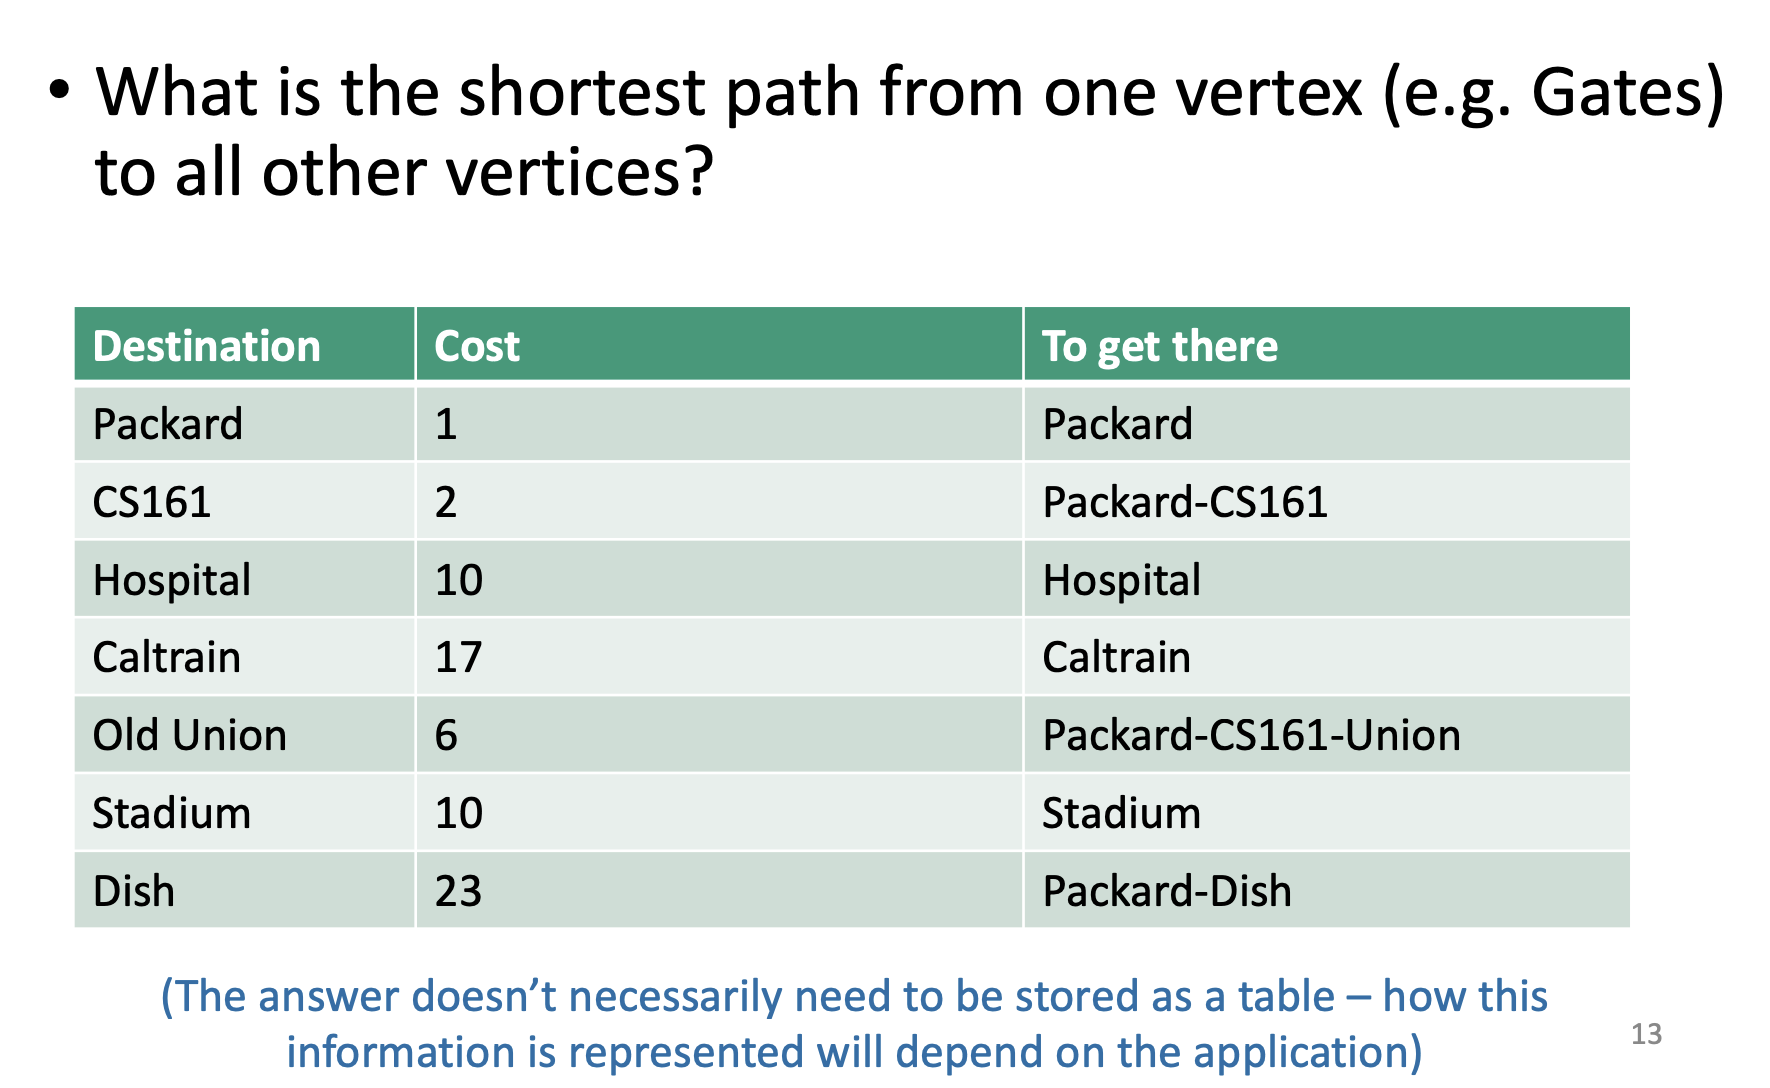 • What is the shortest path from one vertex (e.g. Gates)
to all other vertices?
Destination Cost To get there
Packard 1 Packard
CS161 2 Packard-CS161
Hospital 10 Hospital
Caltrain 17 Caltrain
Old Union 6 Packard-CS161-Union
Stadium 10 Stadium
Dish 23 Packard-Dish
(The answer doesn’t necessarily need to be stored as a table – how this
information is represented will depend on the application)
13